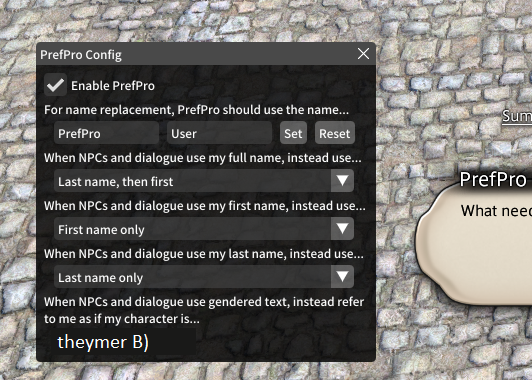 PrefPro Config
Enable PrefPro
For name replacement, PrefPro should use the name...
PrefPro User Set Reset
When NPCs and dialogue use my full name, instead use...
Last name, then first
When NPCs and dialogue use my first name, instead use...
First name only
When NPCs and dialogue use my last name, instead use...
Last name only
When NPCs and dialogue use gendered text, instead refer
to me as if my character is...
theymer B)
Sum
PrefPro
What need